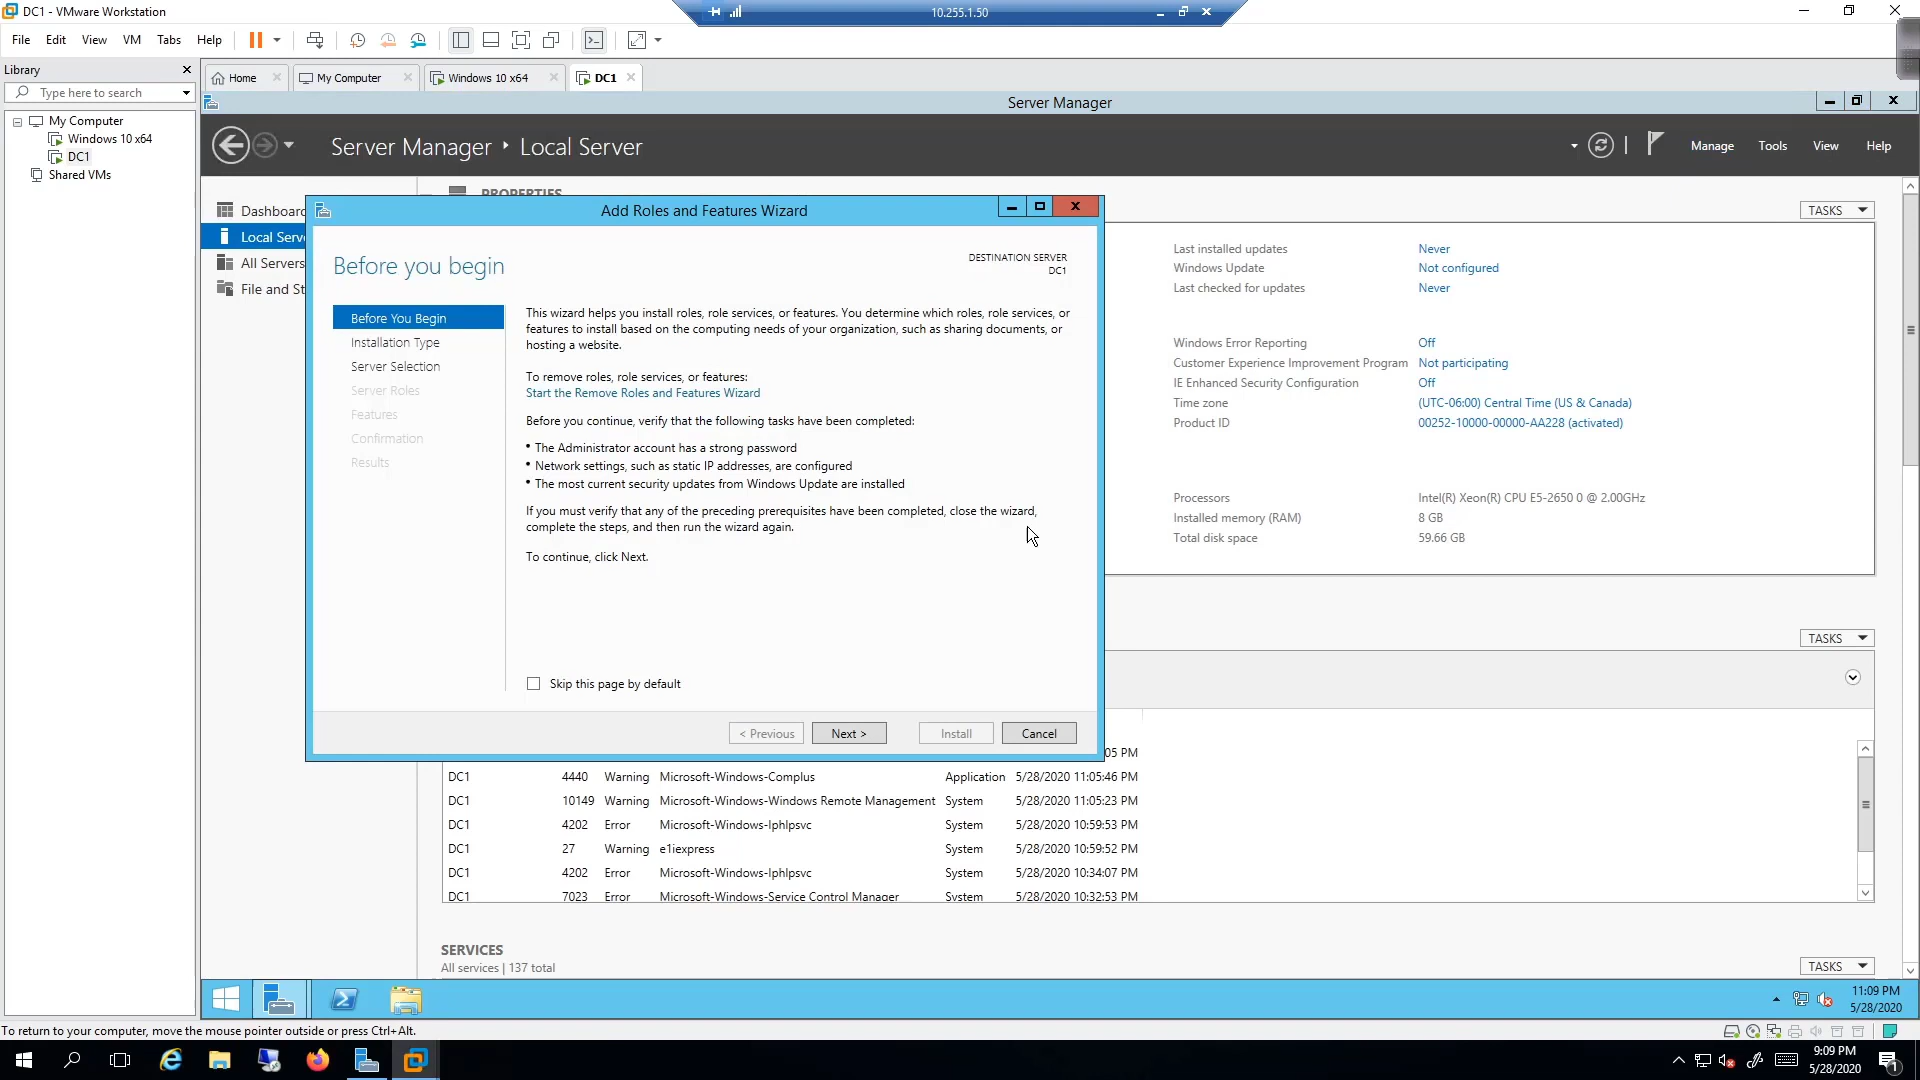 DC1 - VMware Workstation
10.255.1.50
File Edit View VM Tabs Help
Library
Type here to search
My Computer
Windows 10 x64
DC1
Shared VMs
Home
My Computer
Windows 10 x64
DC1
Server Manager
Server Manager
Local Server
Manage Tools View Help
Dashboard
Local Serv
All Servers
File and St
PROPERTIES
TASKS
Add Roles and Features Wizard
Before you begin
DESTINATION SERVER
DC1
Before You Begin
Installation Type
Server Selection
Server Roles
Features
Confirmation
Results
This wizard helps you install roles, role services, or features. You determine which roles, role services, or
features to install based on the computing needs of your organization, such as sharing documents, or
hosting a website.
To remove roles, role services, or features:
Start the Remove Roles and Features Wizard
Before you continue, verify that the following tasks have been completed:
• The Administrator account has a strong password
• Network settings, such as static IP addresses, are configured
• The most current security updates from Windows Update are installed
If you must verify that any of the preceding prerequisites have been completed, close the wizard,
complete the steps, and then run the wizard again.
To continue, click Next.
Skip this page by default
< Previous
Next >
Install
Cancel
Last installed updates Never
Windows Update Not configured
Last checked for updates Never
Windows Error Reporting Off
Customer Experience Improvement Program Not participating
IE Enhanced Security Configuration Off
Time zone (UTC-06:00) Central Time (US & Canada)
Product ID 00252-10000-00000-AA228 (activated)
Processors Intel(R) Xeon(R) CPU E5-2650 0 @ 2.00GHz
Installed memory (RAM) 8 GB
Total disk space 59.66 GB
TASKS
05 PM
DC1 4440 Warning Microsoft-Windows-Complus Application 5/28/2020 11:05:46 PM
DC1 10149 Warning Microsoft-Windows-Windows Remote Management System 5/28/2020 11:05:23 PM
DC1 4202 Error Microsoft-Windows-Iphlpsvc System 5/28/2020 10:59:53 PM
DC1 27 Warning e1iexpress System 5/28/2020 10:59:52 PM
DC1 4202 Error Microsoft-Windows-Iphlpsvc System 5/28/2020 10:34:07 PM
DC1 7023 Error Microsoft-Windows-Service Control Manager System 5/28/2020 10:32:53 PM
SERVICES
All services | 137 total
TASKS
11:09 PM
5/28/2020
To return to your computer, move the mouse pointer outside or press Ctrl+Alt.
9:09 PM
5/28/2020
1